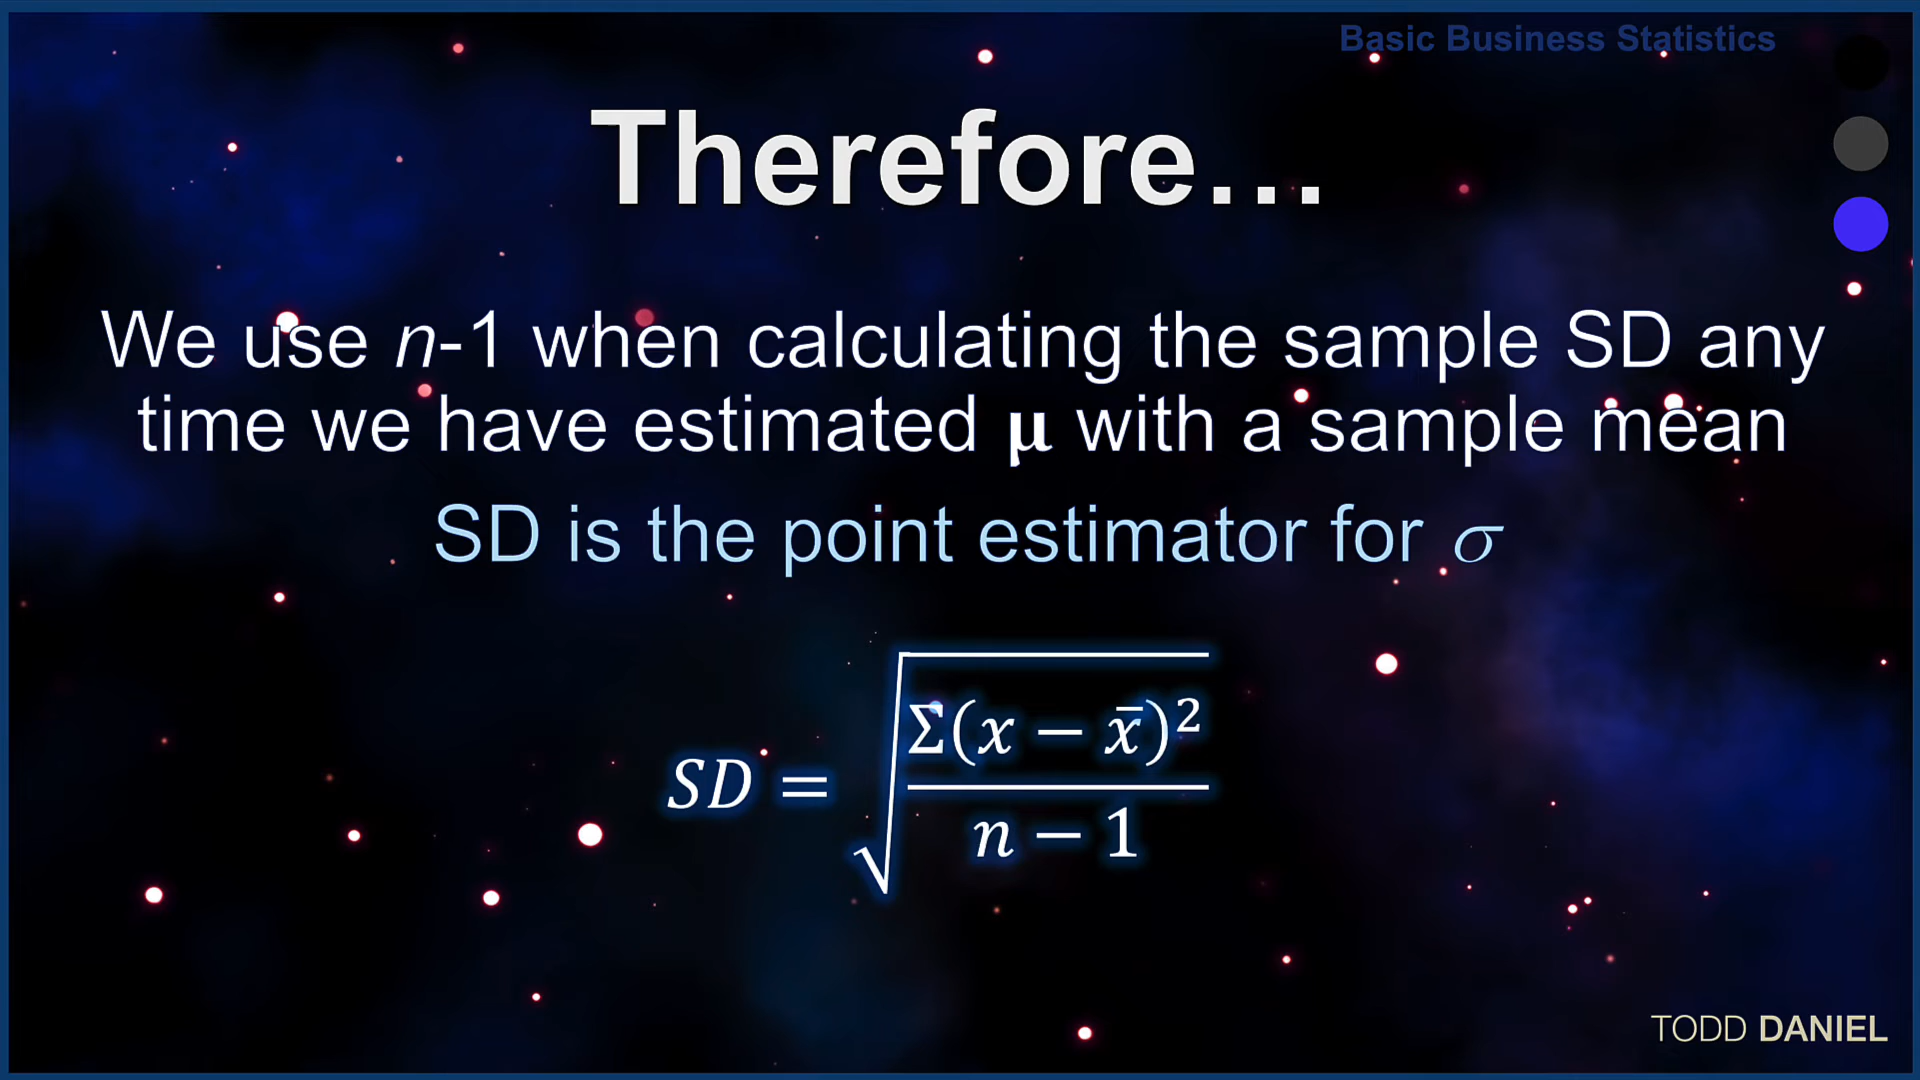 Basic Business Statistics
Therefore…
We use n-1 when calculating the sample SD any
time we have estimated μ with a sample mean
SD is the point estimator for σ
SD = √(Σ(x − x̄)² / (n − 1))
TODD DANIEL